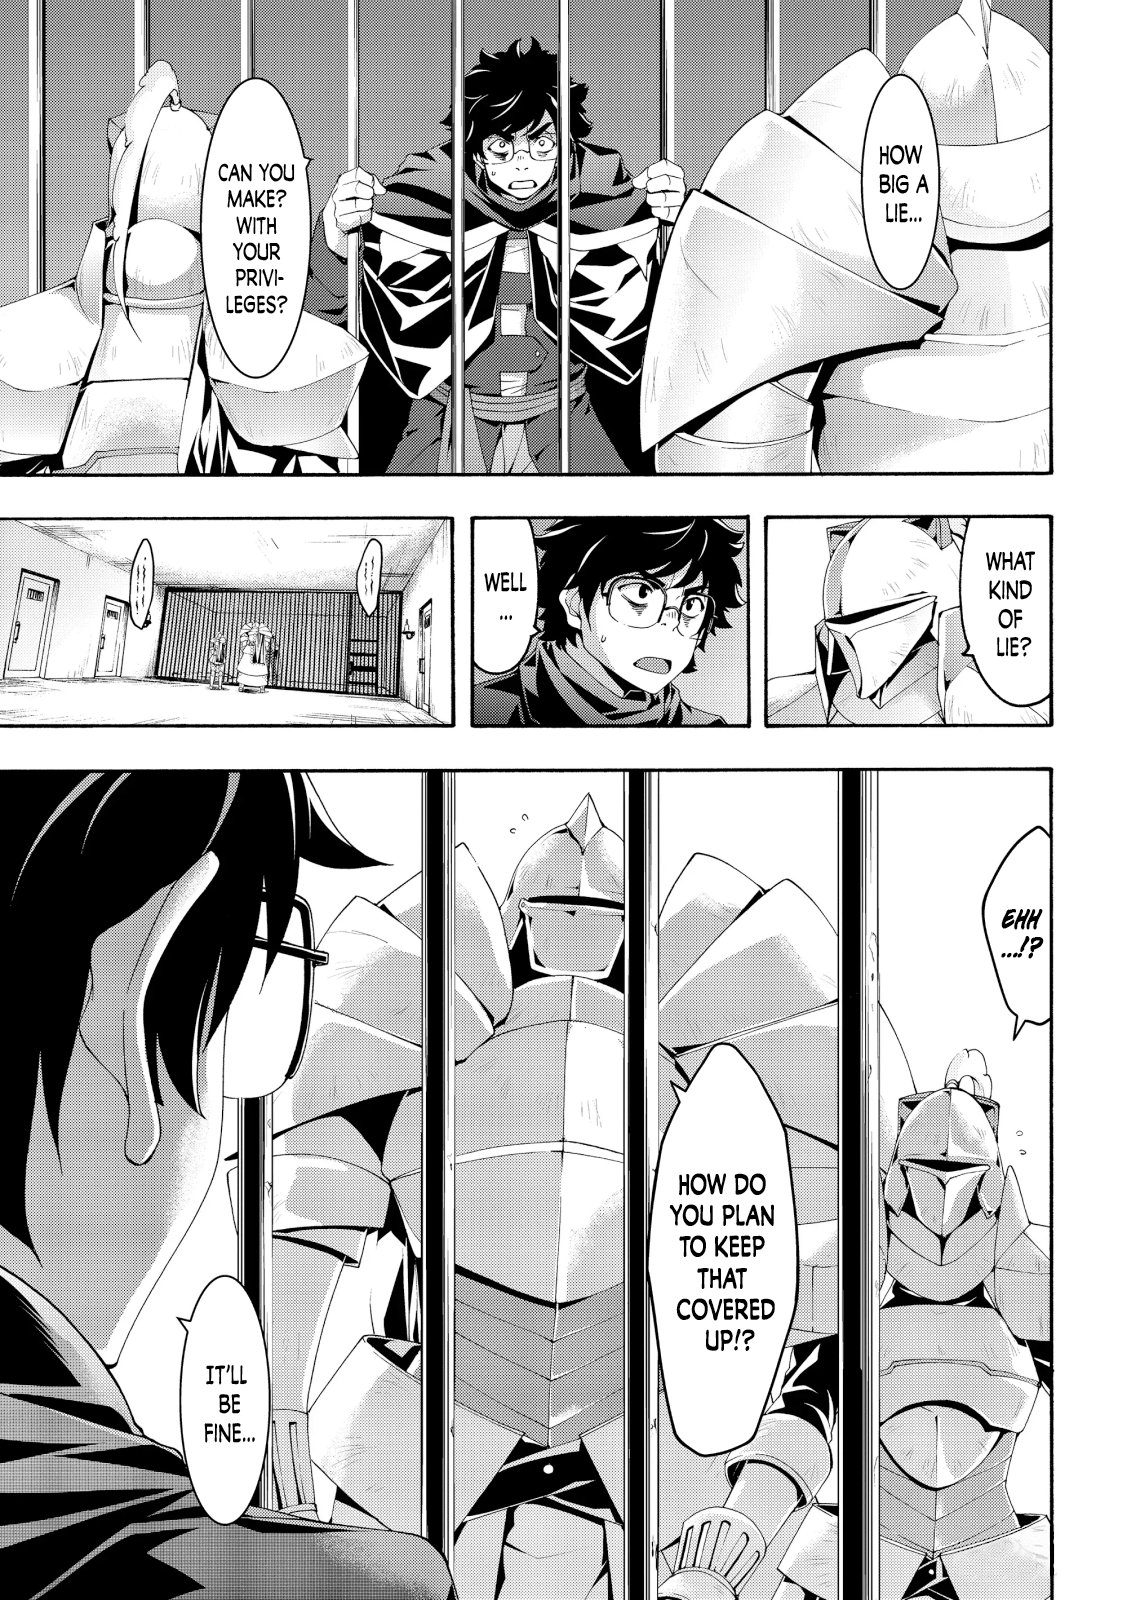 HOW
BIG A
LIE...
CAN YOU
MAKE?
WITH
YOUR
PRIVI-
LEGES?
WHAT
KIND
OF
LIE?
WELL
...
EHH
...!?
HOW DO
YOU PLAN
TO KEEP
THAT
COVERED
UP!?
IT'LL
BE
FINE...